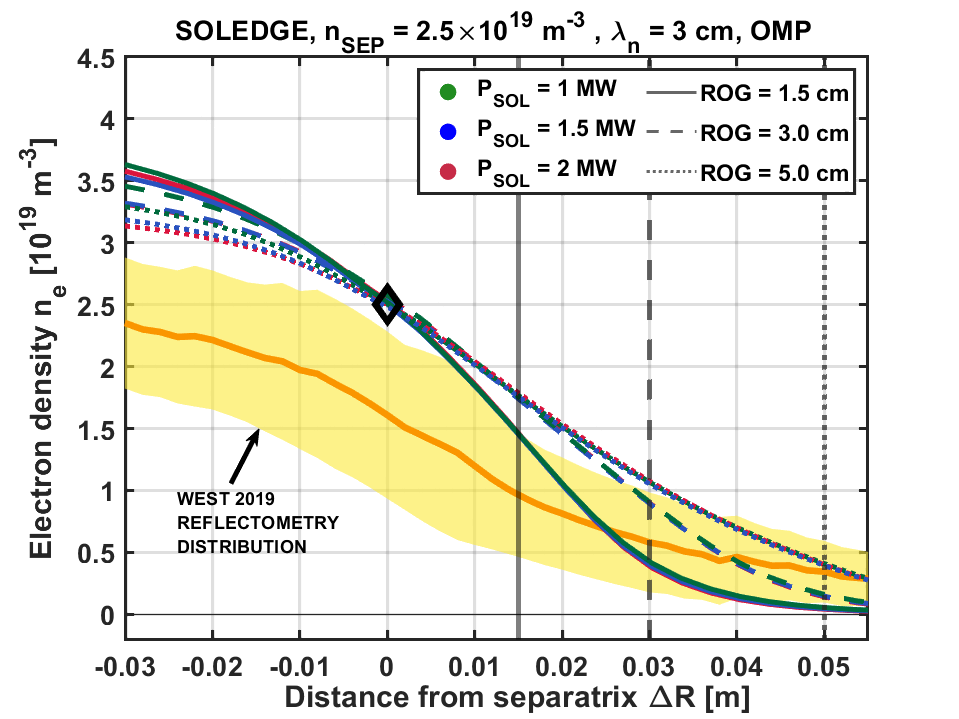 SOLEDGE, n_SEP = 2.5×10^19 m^-3 , λ_n = 3 cm, OMP
P_SOL = 1 MW
ROG = 1.5 cm
P_SOL = 1.5 MW
ROG = 3.0 cm
P_SOL = 2 MW
ROG = 5.0 cm
4.5
4
3.5
3
2.5
2
1.5
1
0.5
0
Electron density n_e [10^19 m^-3]
WEST 2019
REFLECTOMETRY
DISTRIBUTION
-0.03 -0.02 -0.01 0 0.01 0.02 0.03 0.04 0.05
Distance from separatrix ΔR [m]